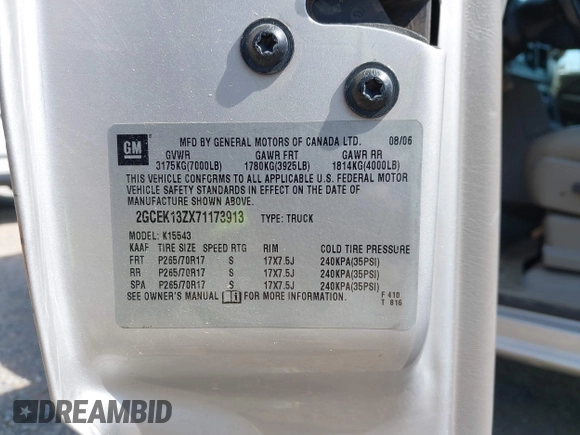 GM
MFD BY GENERAL MOTORS OF CANADA LTD. 08/06
GVWR GAWR FRT GAWR RR
3175KG(7000LB) 1780KG(3925LB) 1814KG(4000LB)
THIS VEHICLE CONFORMS TO ALL APPLICABLE U.S. FEDERAL MOTOR
VEHICLE SAFETY STANDARDS IN EFFECT ON THE DATE OF
MANUFACTURE SHOWN ABOVE.
2GCEK13ZX71173913 TYPE: TRUCK
MODEL: K15543
KAAF TIRE SIZE SPEED RTG RIM COLD TIRE PRESSURE
FRT P265/70R17 S 17X7.5J 240KPA(35PSI)
RR P265/70R17 S 17X7.5J 240KPA(35PSI)
SPA P265/70R17 S 17X7.5J 240KPA(35PSI)
SEE OWNER'S MANUAL FOR MORE INFORMATION. F 410
T 816
DREAMBID